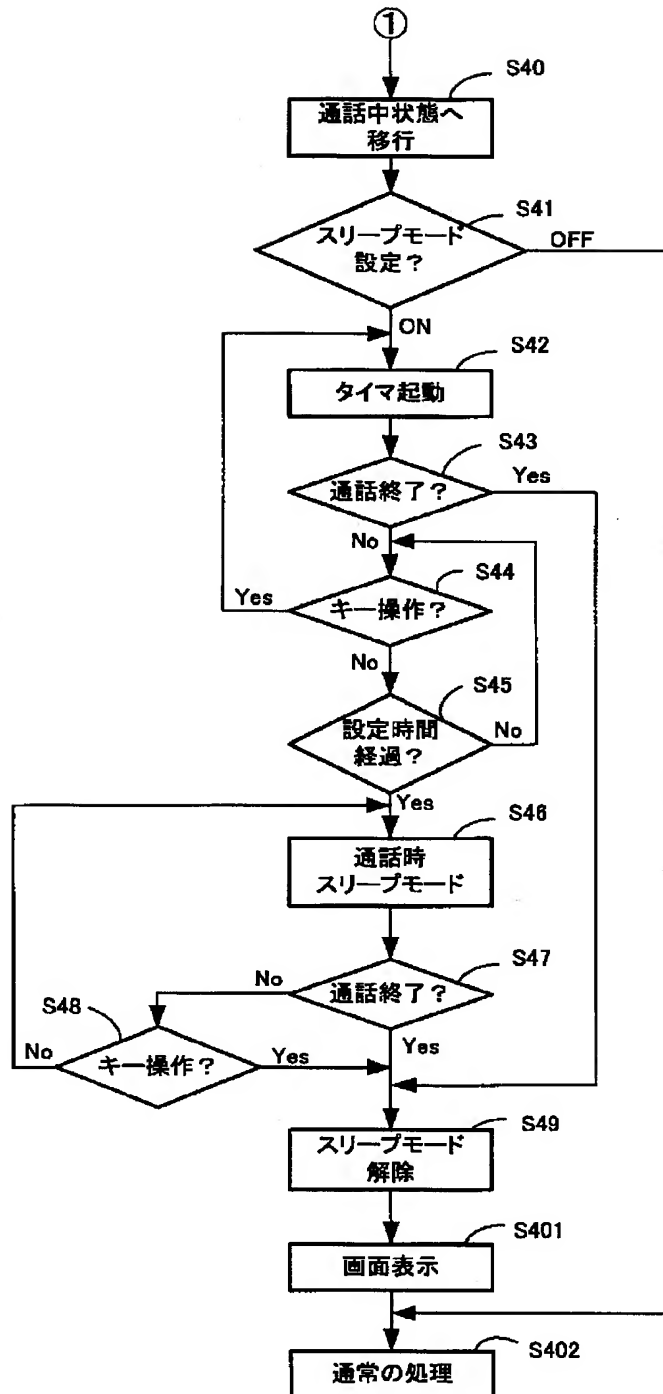 ①
S40
通話中状態へ
移行
S41
スリープモード
設定？
OFF
ON
S42
タイマ起動
S43
通話終了？
Yes
No
S44
キー操作？
Yes
No
S45
設定時間
経過？
No
Yes
S46
通話時
スリープモード
S47
通話終了？
No
Yes
S48
キー操作？
No
Yes
S49
スリープモード
解除
S401
画面表示
S402
通常の処理